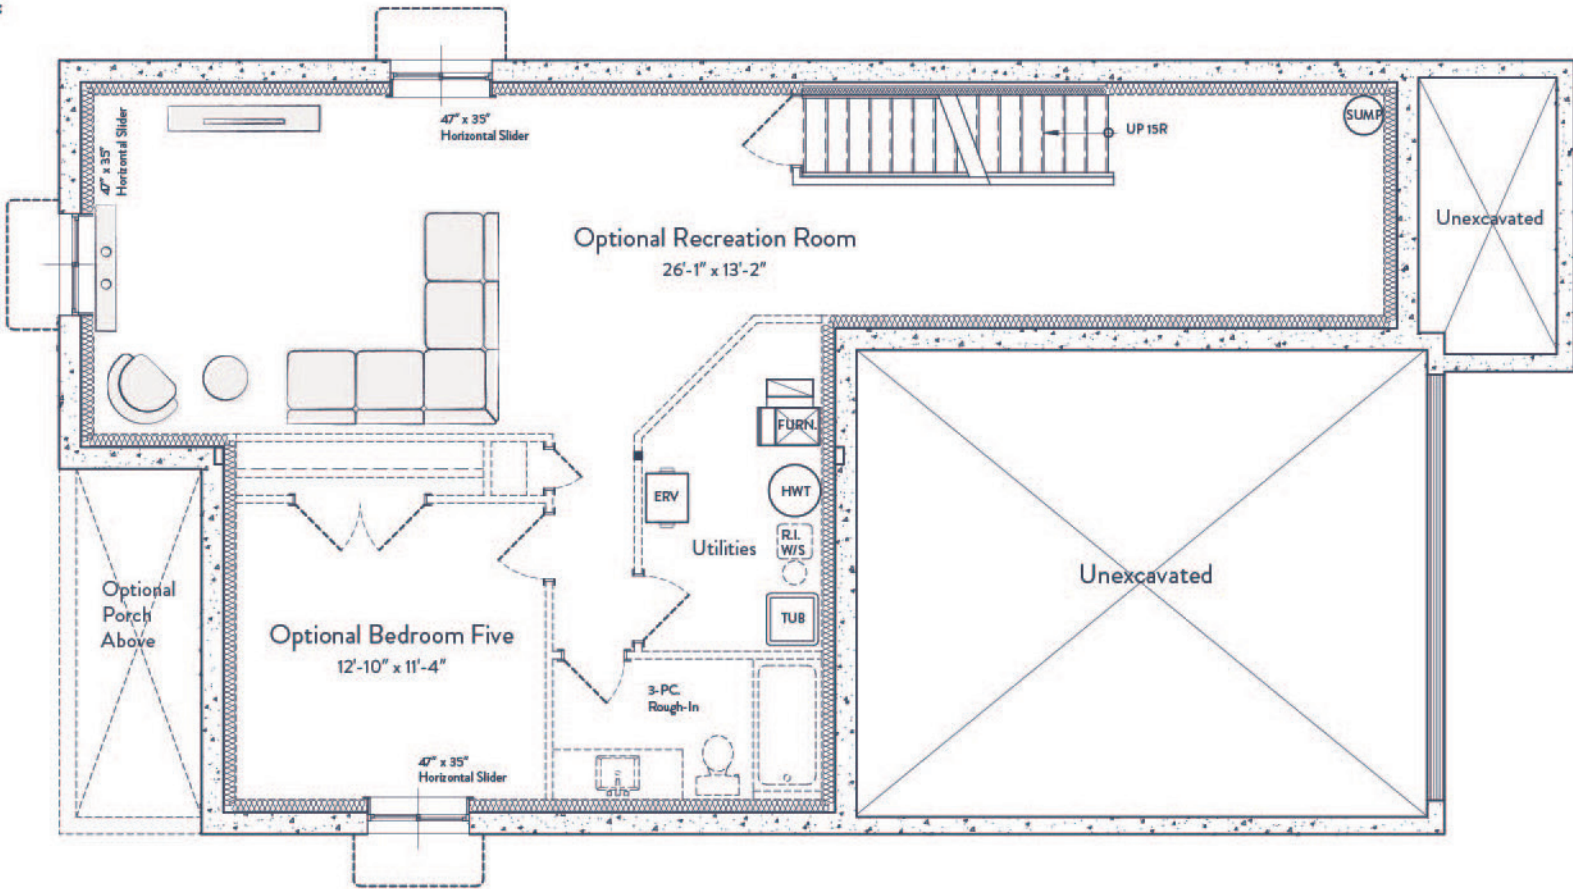 47" x 35"
Horizontal Slider
47" x 35"
Horizontal Slider
UP 15R
SUMP
Unexcavated
Optional Recreation Room
26'-1" x 13'-2"
FURN.
ERV
HWT
R.I.
W/S
Utilities
TUB
Unexcavated
Optional
Porch
Above
Optional Bedroom Five
12'-10" x 11'-4"
3-PC.
Rough-In
47" x 35"
Horizontal Slider